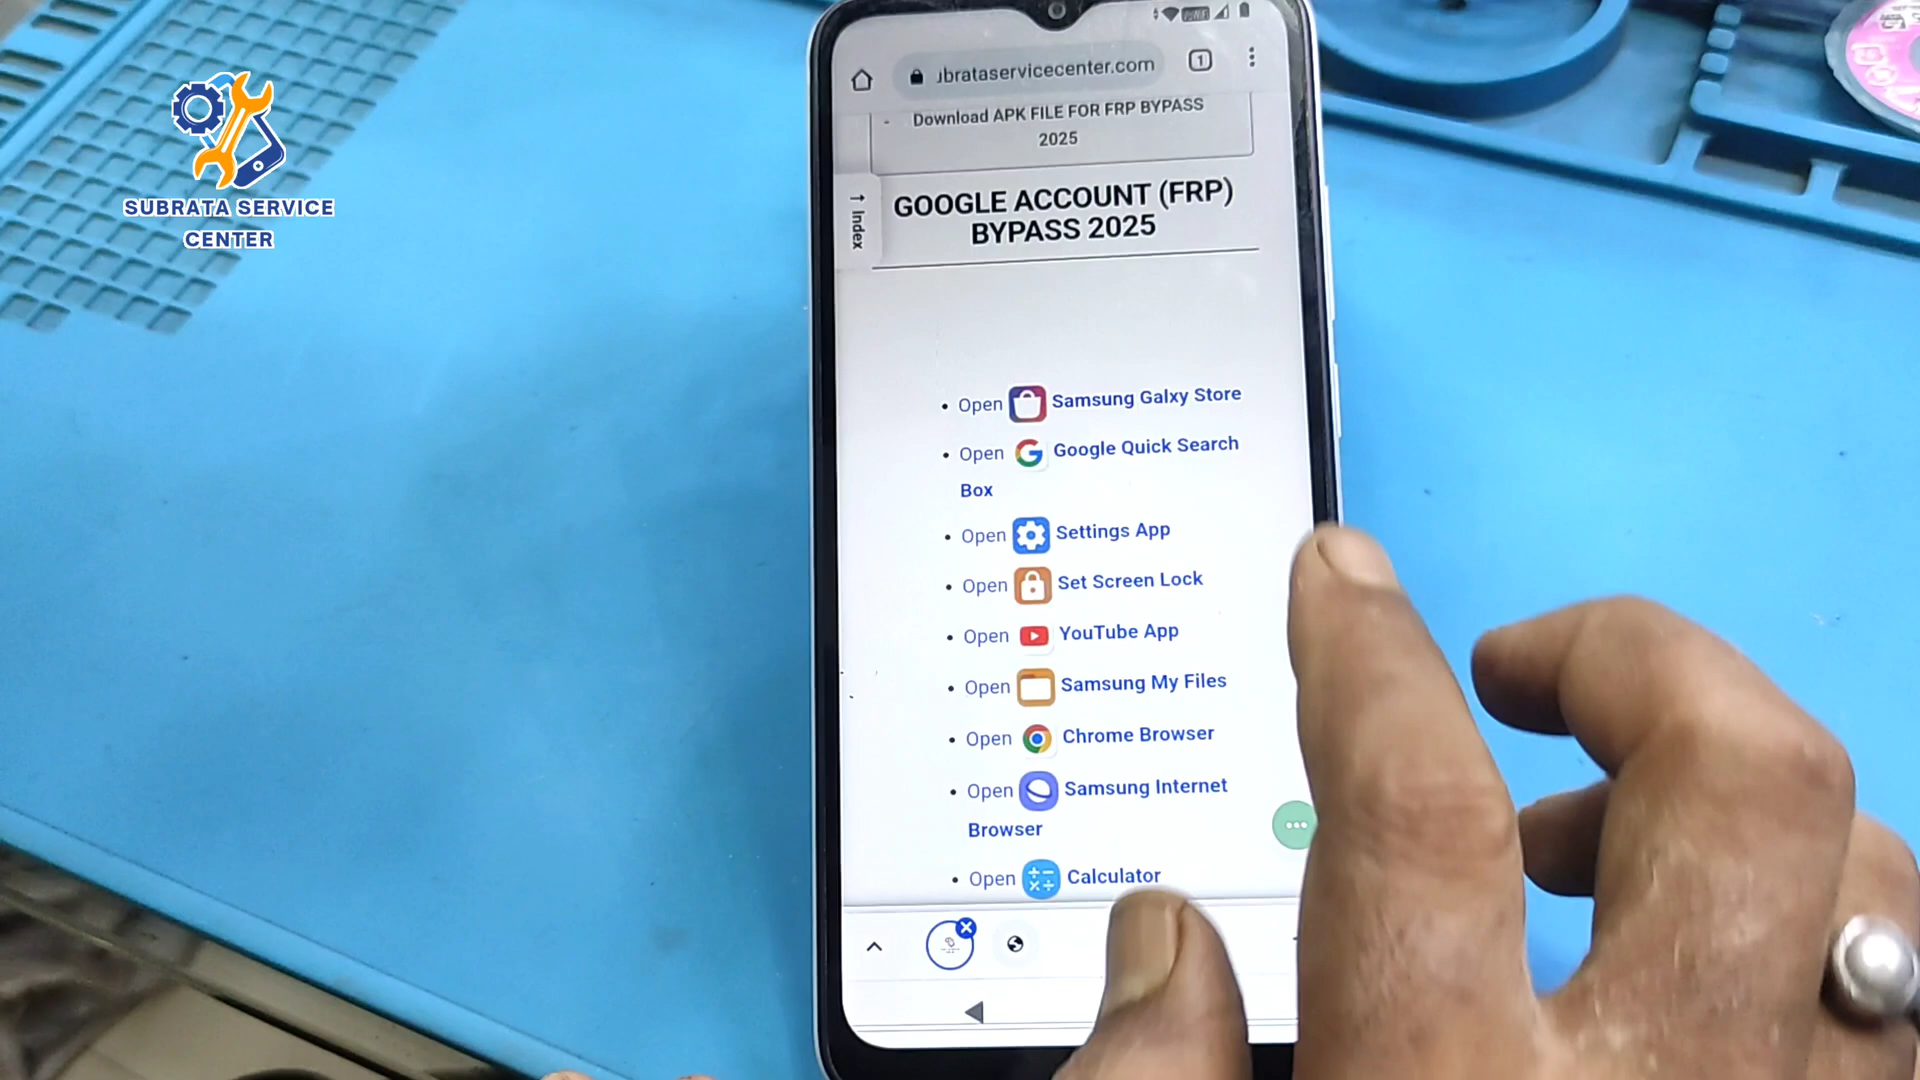 SUBRATA SERVICE
CENTER
ubrataservicecenter.com
1
- Download APK FILE FOR FRP BYPASS
2025
↑ Index
GOOGLE ACCOUNT (FRP)
BYPASS 2025
• Open Samsung Galxy Store
• Open Google Quick Search
Box
• Open Settings App
• Open Set Screen Lock
• Open YouTube App
• Open Samsung My Files
• Open Chrome Browser
• Open Samsung Internet
Browser
• Open Calculator